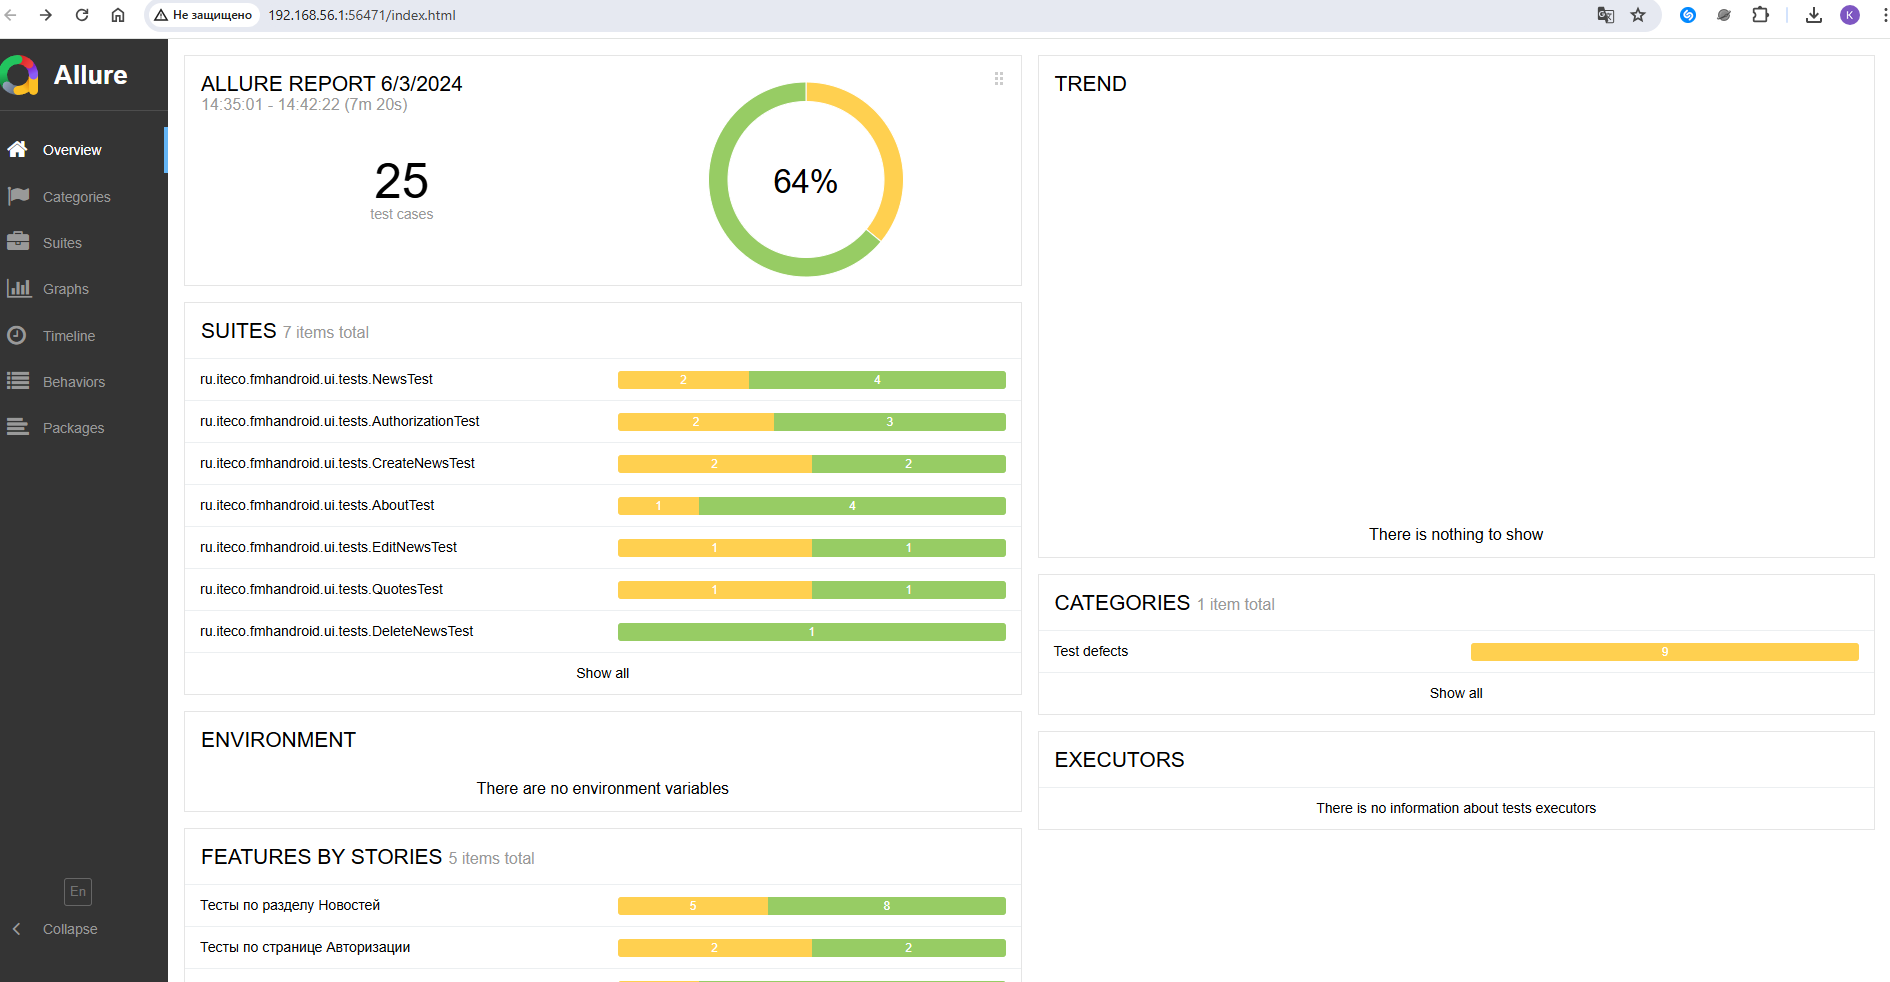 Не защищено
192.168.56.1:56471/index.html
K
Allure
Overview
Categories
Suites
Graphs
Timeline
Behaviors
Packages
En
Collapse
ALLURE REPORT 6/3/2024
14:35:01 - 14:42:22 (7m 20s)
25
test cases
64%
SUITES 7 items total
ru.iteco.fmhandroid.ui.tests.NewsTest 2 4
ru.iteco.fmhandroid.ui.tests.AuthorizationTest 2 3
ru.iteco.fmhandroid.ui.tests.CreateNewsTest 2 2
ru.iteco.fmhandroid.ui.tests.AboutTest 1 4
ru.iteco.fmhandroid.ui.tests.EditNewsTest 1 1
ru.iteco.fmhandroid.ui.tests.QuotesTest 1 1
ru.iteco.fmhandroid.ui.tests.DeleteNewsTest 1
Show all
ENVIRONMENT
There are no environment variables
FEATURES BY STORIES 5 items total
Тесты по разделу Новостей 5 8
Тесты по странице Авторизации 2 2
TREND
There is nothing to show
CATEGORIES 1 item total
Test defects 9
Show all
EXECUTORS
There is no information about tests executors